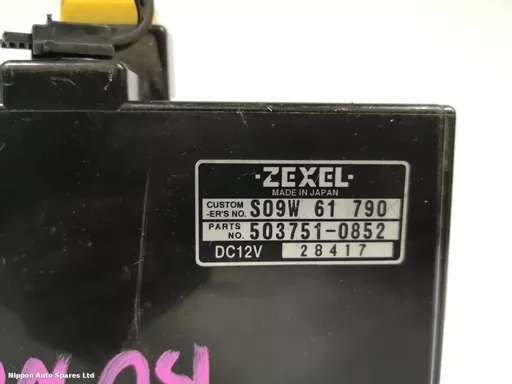 ·ZEXEL·
MADE IN JAPAN
CUSTOM
-ER'S NO. S09W 61 790
PARTS
NO. 503751-0852
DC12V 28417
Nippon Auto Spares Ltd